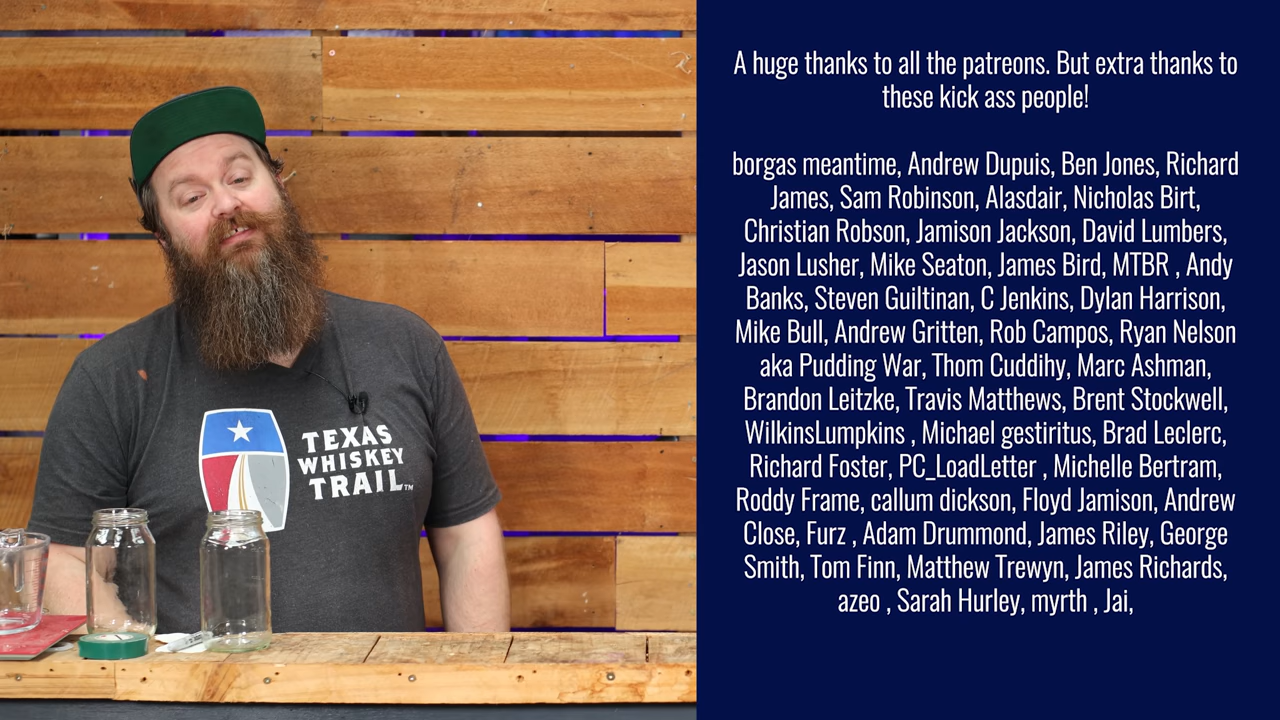 TEXAS
WHISKEY
TRAIL™
A huge thanks to all the patreons. But extra thanks to
these kick ass people!
borgas meantime, Andrew Dupuis, Ben Jones, Richard
James, Sam Robinson, Alasdair, Nicholas Birt,
Christian Robson, Jamison Jackson, David Lumbers,
Jason Lusher, Mike Seaton, James Bird, MTBR , Andy
Banks, Steven Guiltinan, C Jenkins, Dylan Harrison,
Mike Bull, Andrew Gritten, Rob Campos, Ryan Nelson
aka Pudding War, Thom Cuddihy, Marc Ashman,
Brandon Leitzke, Travis Matthews, Brent Stockwell,
WilkinsLumpkins , Michael gestiritus, Brad Leclerc,
Richard Foster, PC_LoadLetter , Michelle Bertram,
Roddy Frame, callum dickson, Floyd Jamison, Andrew
Close, Furz , Adam Drummond, James Riley, George
Smith, Tom Finn, Matthew Trewyn, James Richards,
azeo , Sarah Hurley, myrth , Jai,